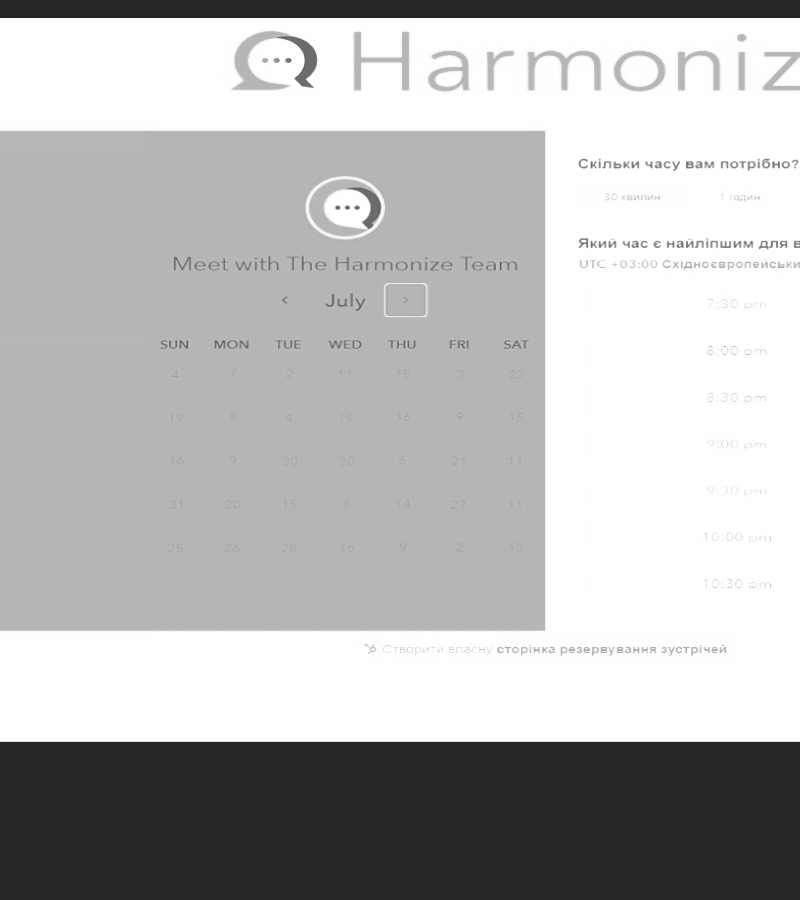 Harmoniz
Meet with The Harmonize Team
July
SUN MON TUE WED THU FRI SAT
4 7 2 11 15 3 22
19 8 4 19 16 9 15
16 9 30 30 6 21 11
31 20 15 8 14 27 11
25 26 28 16 9 2 13
Скільки часу вам потрібно?
30 хвилин 1 годин
Який час є найліпшим для в
UTC +03:00 Східноєвропейськи
7:30 pm
8:00 pm
8:30 pm
9:00 pm
9:30 pm
10:00 pm
10:30 pm
Створити власну сторінка резервування зустрічей